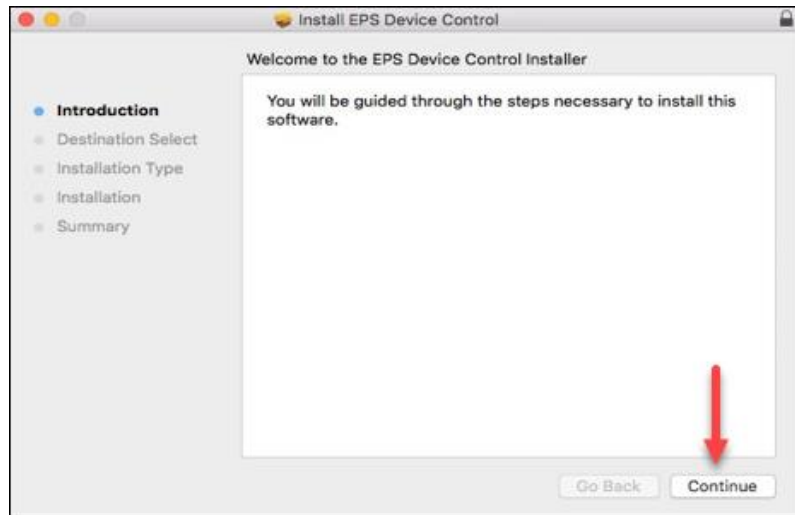 Install EPS Device Control
Welcome to the EPS Device Control Installer
Introduction
Destination Select
Installation Type
Installation
Summary
You will be guided through the steps necessary to install this
software.
Go Back
Continue